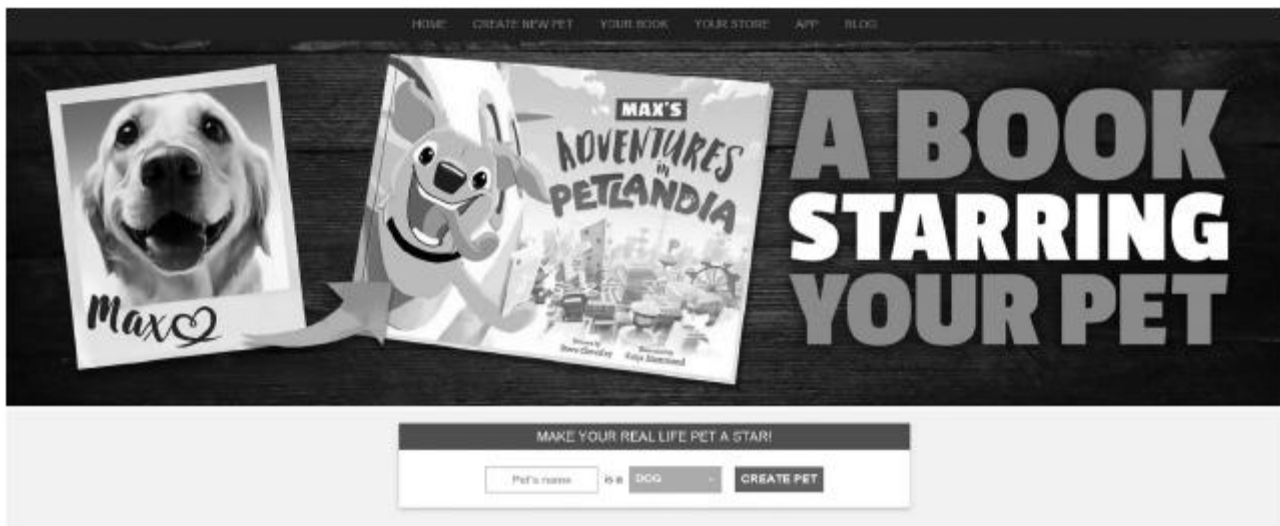 HOME CREATE NEW PET YOUR BOOK YOUR STORE APP BLOG
Max
MAX'S
ADVENTURES
in
PETLANDIA
A BOOK
STARRING
YOUR PET
MAKE YOUR REAL LIFE PET A STAR!
Pet's name is a DOG CREATE PET